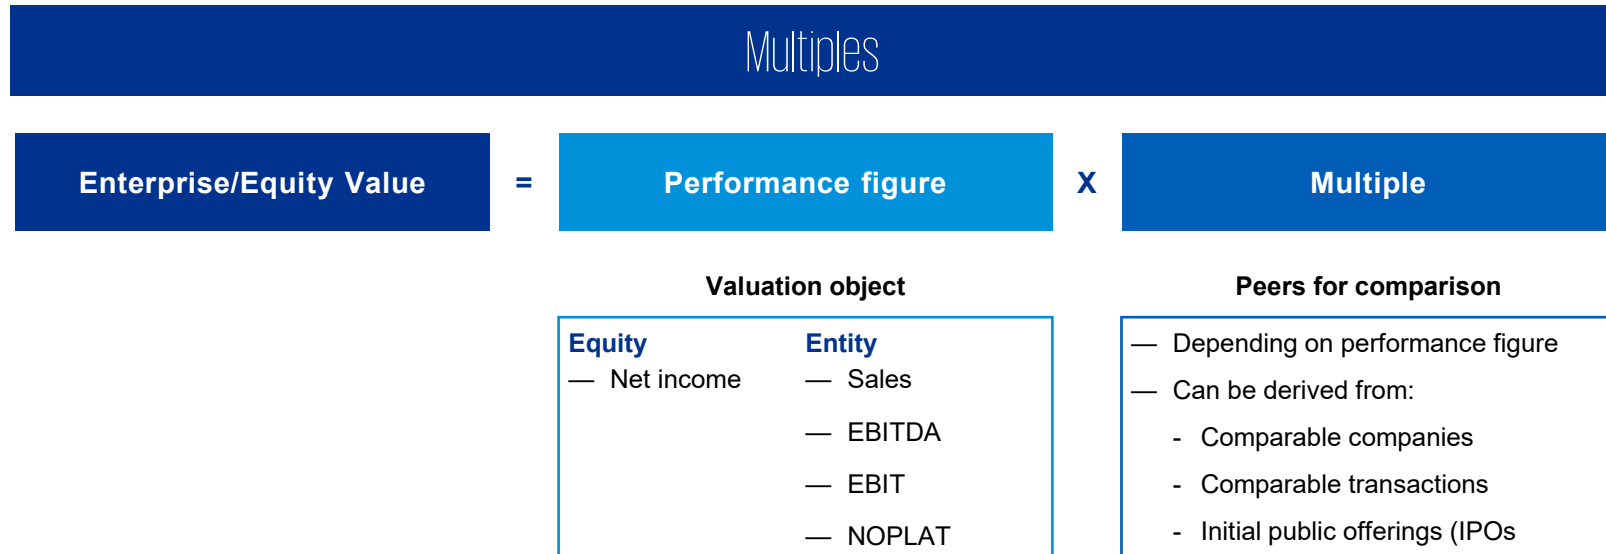 Multiples
Enterprise/Equity Value = Performance figure X Multiple
Valuation object
Equity
— Net income
Entity
— Sales
— EBITDA
— EBIT
— NOPLAT
Peers for comparison
— Depending on performance figure
— Can be derived from:
- Comparable companies
- Comparable transactions
- Initial public offerings (IPOs